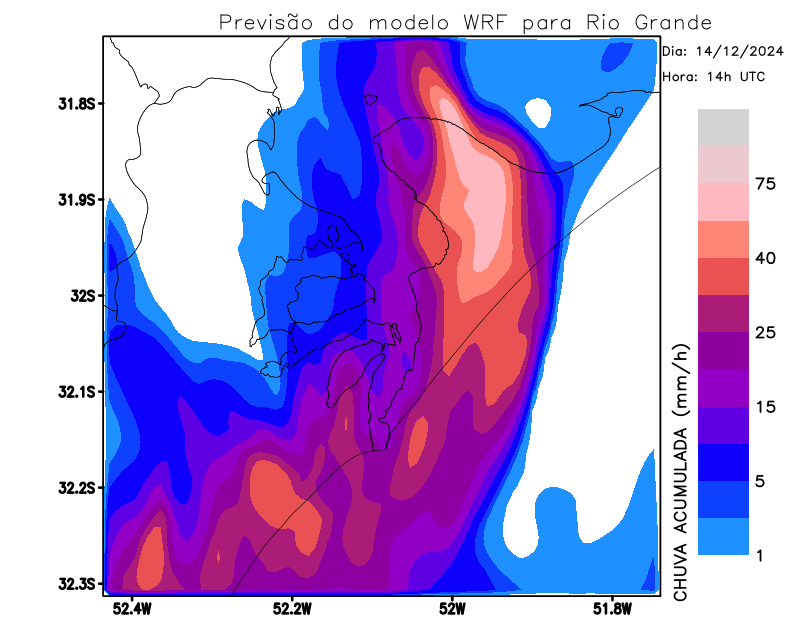 Previsão do modelo WRF para Rio Grande
Dia: 14/12/2024
Hora: 14h UTC
31.8S
31.9S
32S
32.1S
32.2S
32.3S
52.4W
52.2W
52W
51.8W
75
40
25
15
5
1
CHUVA ACUMULADA (mm/h)